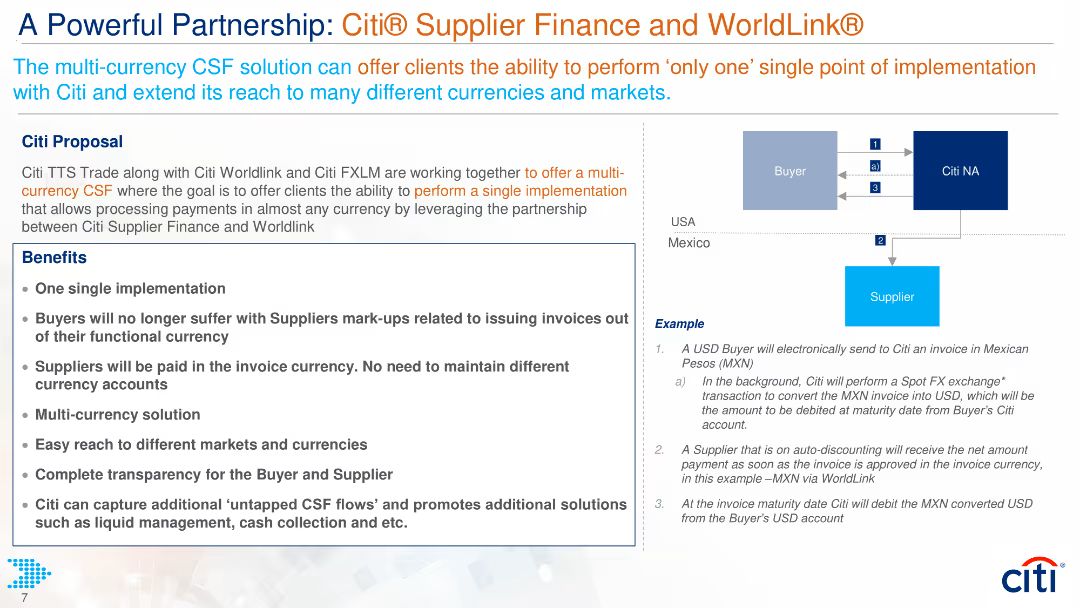 A Powerful Partnership: Citi® Supplier Finance and WorldLink®
The multi-currency CSF solution can offer clients the ability to perform ‘only one’ single point of implementation
with Citi and extend its reach to many different currencies and markets.
Citi Proposal
Citi TTS Trade along with Citi Worldlink and Citi FXLM are working together to offer a multi-
currency CSF where the goal is to offer clients the ability to perform a single implementation
that allows processing payments in almost any currency by leveraging the partnership
between Citi Supplier Finance and Worldlink
Benefits
• One single implementation
• Buyers will no longer suffer with Suppliers mark-ups related to issuing invoices out
of their functional currency
• Suppliers will be paid in the invoice currency. No need to maintain different
currency accounts
• Multi-currency solution
• Easy reach to different markets and currencies
• Complete transparency for the Buyer and Supplier
• Citi can capture additional ‘untapped CSF flows’ and promotes additional solutions
such as liquid management, cash collection and etc.
Buyer
1
a)
3
Citi NA
USA
Mexico
2
Supplier
Example
1. A USD Buyer will electronically send to Citi an invoice in Mexican
Pesos (MXN)
a) In the background, Citi will perform a Spot FX exchange*
transaction to convert the MXN invoice into USD, which will be
the amount to be debited at maturity date from Buyer's Citi
account.
2. A Supplier that is on auto-discounting will receive the net amount
payment as soon as the invoice is approved in the invoice currency,
in this example –MXN via WorldLink
3. At the invoice maturity date Citi will debit the MXN converted USD
from the Buyer's USD account
7
citi®